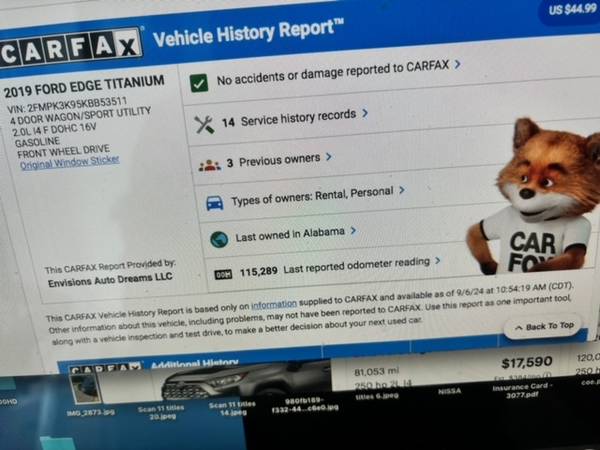 US $44.99
CARFAX Vehicle History Report™
2019 FORD EDGE TITANIUM
VIN: 2FMPK3K95KBB53511
4 DOOR WAGON/SPORT UTILITY
2.0L I4 F DOHC 16V
GASOLINE
FRONT WHEEL DRIVE
Original Window Sticker
No accidents or damage reported to CARFAX
14 Service history records
3 Previous owners
Types of owners: Rental, Personal
Last owned in Alabama
115,289 Last reported odometer reading
CAR
FOX
This CARFAX Report Provided by:
Envisions Auto Dreams LLC
This CARFAX Vehicle History Report is based only on information supplied to CARFAX and available as of 9/6/24 at 10:54:19 AM (CDT).
Other information about this vehicle, including problems, may not have been reported to CARFAX. Use this report as one important tool,
along with a vehicle inspection and test drive, to make a better decision about your next used car.
Back To Top
CARFAX Additional History
81,053 mi
$17,590
120,0
250 hp 2L I4
250 h
IMG_2873.jpg
Scan 11 titles
20.jpeg
Scan 11 titles
14.jpeg
980fb189-
f332-44...c6e0.jpg
titles 6.jpeg
NISSA
Insurance Card -
3077.pdf